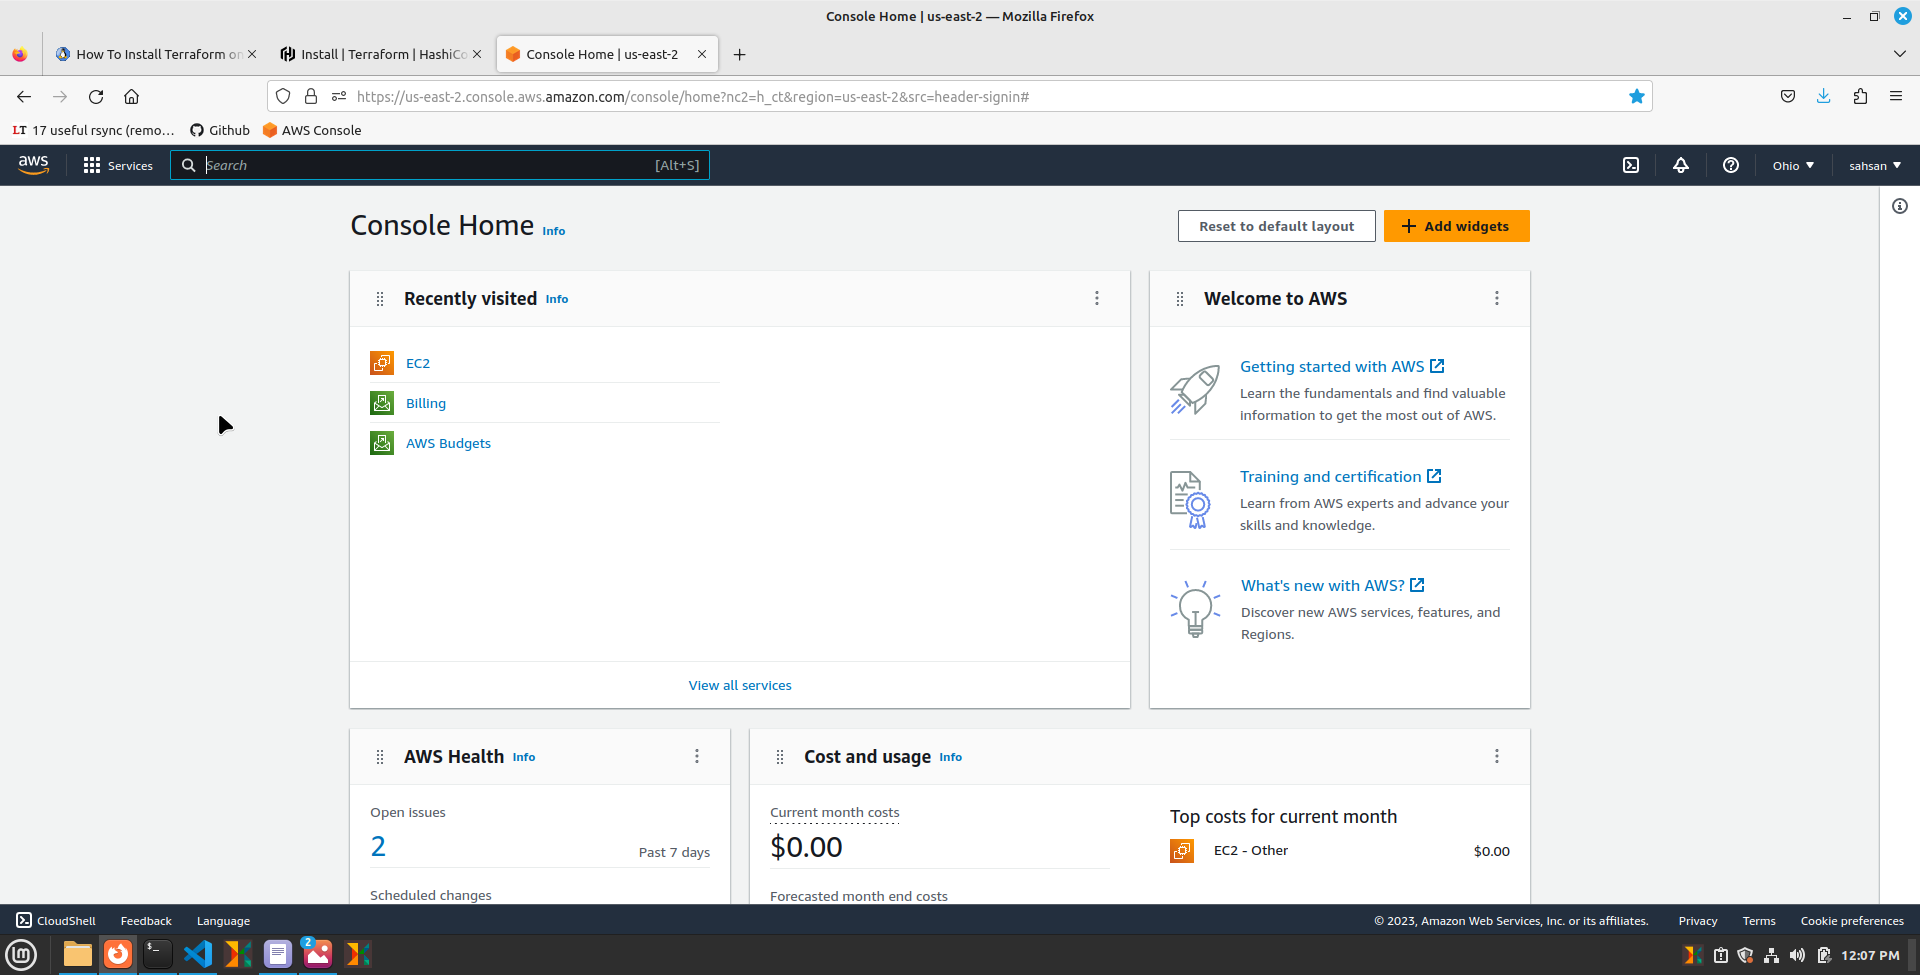 Console Home | us-east-2 — Mozilla Firefox
How To Install Terraform on
Install | Terraform | HashiCo
Console Home | us-east-2
https://us-east-2.console.aws.amazon.com/console/home?nc2=h_ct&region=us-east-2&src=header-signin#
LT 17 useful rsync (remo… Github AWS Console
aws Services Search [Alt+S] Ohio sahsan
Console Home Info
Reset to default layout
Add widgets
Recently visited Info
EC2
Billing
AWS Budgets
View all services
Welcome to AWS
Getting started with AWS
Learn the fundamentals and find valuable
information to get the most out of AWS.
Training and certification
Learn from AWS experts and advance your
skills and knowledge.
What's new with AWS?
Discover new AWS services, features, and
Regions.
AWS Health Info
Open issues
2 Past 7 days
Scheduled changes
Cost and usage Info
Current month costs
$0.00
Forecasted month end costs
Top costs for current month
EC2 - Other $0.00
CloudShell Feedback Language © 2023, Amazon Web Services, Inc. or its affiliates. Privacy Terms Cookie preferences
2
12:07 PM